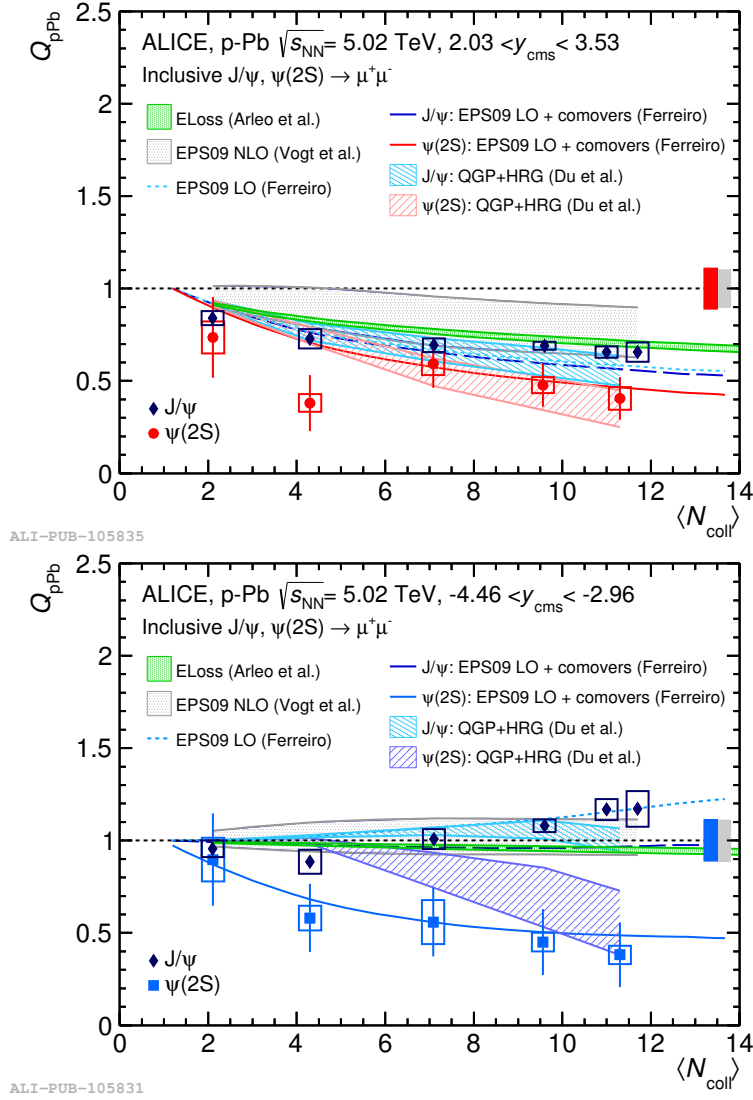 Q_pPb
2.5
2
1.5
1
0.5
0
ALICE, p-Pb √s_NN = 5.02 TeV, 2.03 <y_cms< 3.53
Inclusive J/ψ, ψ(2S) → μ⁺μ⁻
ELoss (Arleo et al.)
EPS09 NLO (Vogt et al.)
EPS09 LO (Ferreiro)
J/ψ: EPS09 LO + comovers (Ferreiro)
ψ(2S): EPS09 LO + comovers (Ferreiro)
J/ψ: QGP+HRG (Du et al.)
ψ(2S): QGP+HRG (Du et al.)
J/ψ
ψ(2S)
0 2 4 6 8 10 12 14
⟨N_coll⟩
ALI-PUB-105835
Q_pPb
2.5
2
1.5
1
0.5
0
ALICE, p-Pb √s_NN = 5.02 TeV, -4.46 <y_cms< -2.96
Inclusive J/ψ, ψ(2S) → μ⁺μ⁻
ELoss (Arleo et al.)
EPS09 NLO (Vogt et al.)
EPS09 LO (Ferreiro)
J/ψ: EPS09 LO + comovers (Ferreiro)
ψ(2S): EPS09 LO + comovers (Ferreiro)
J/ψ: QGP+HRG (Du et al.)
ψ(2S): QGP+HRG (Du et al.)
J/ψ
ψ(2S)
0 2 4 6 8 10 12 14
⟨N_coll⟩
ALI-PUB-105831